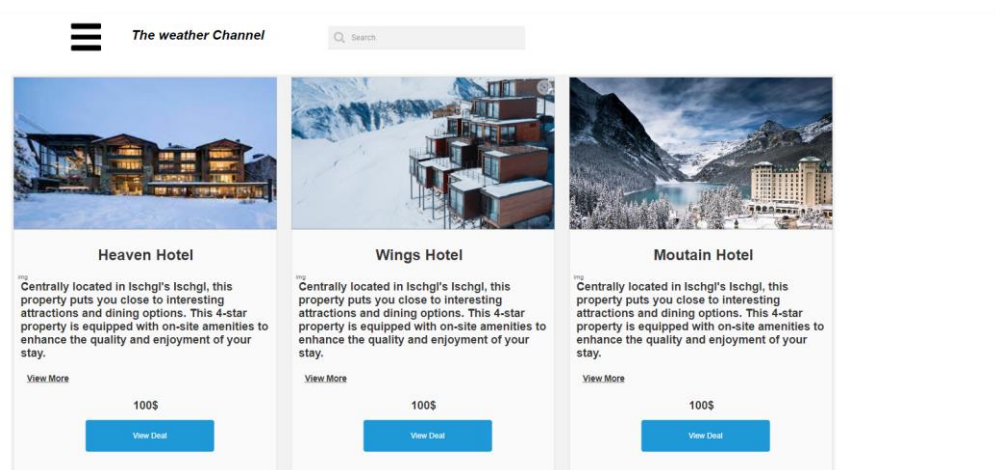 The weather Channel
Search
Heaven Hotel
img
Centrally located in Ischgl's Ischgl, this
property puts you close to interesting
attractions and dining options. This 4-star
property is equipped with on-site amenities to
enhance the quality and enjoyment of your
stay.
View More
100$
View Deal
Wings Hotel
img
Centrally located in Ischgl's Ischgl, this
property puts you close to interesting
attractions and dining options. This 4-star
property is equipped with on-site amenities to
enhance the quality and enjoyment of your
stay.
View More
100$
View Deal
Moutain Hotel
img
Centrally located in Ischgl's Ischgl, this
property puts you close to interesting
attractions and dining options. This 4-star
property is equipped with on-site amenities to
enhance the quality and enjoyment of your
stay.
View More
100$
View Deal